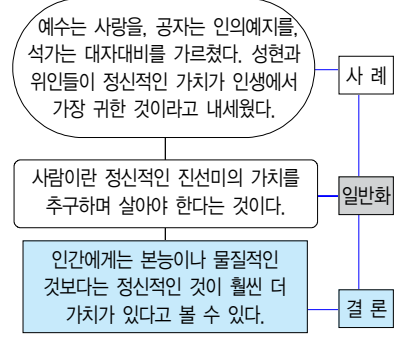 예수는 사랑을, 공자는 인의예지를,
석가는 대자대비를 가르쳤다. 성현과
위인들이 정신적인 가치가 인생에서
가장 귀한 것이라고 내세웠다.
사 례
사람이란 정신적인 진선미의 가치를
추구하며 살아야 한다는 것이다.
일반화
인간에게는 본능이나 물질적인
것보다는 정신적인 것이 훨씬 더
가치가 있다고 볼 수 있다.
결 론